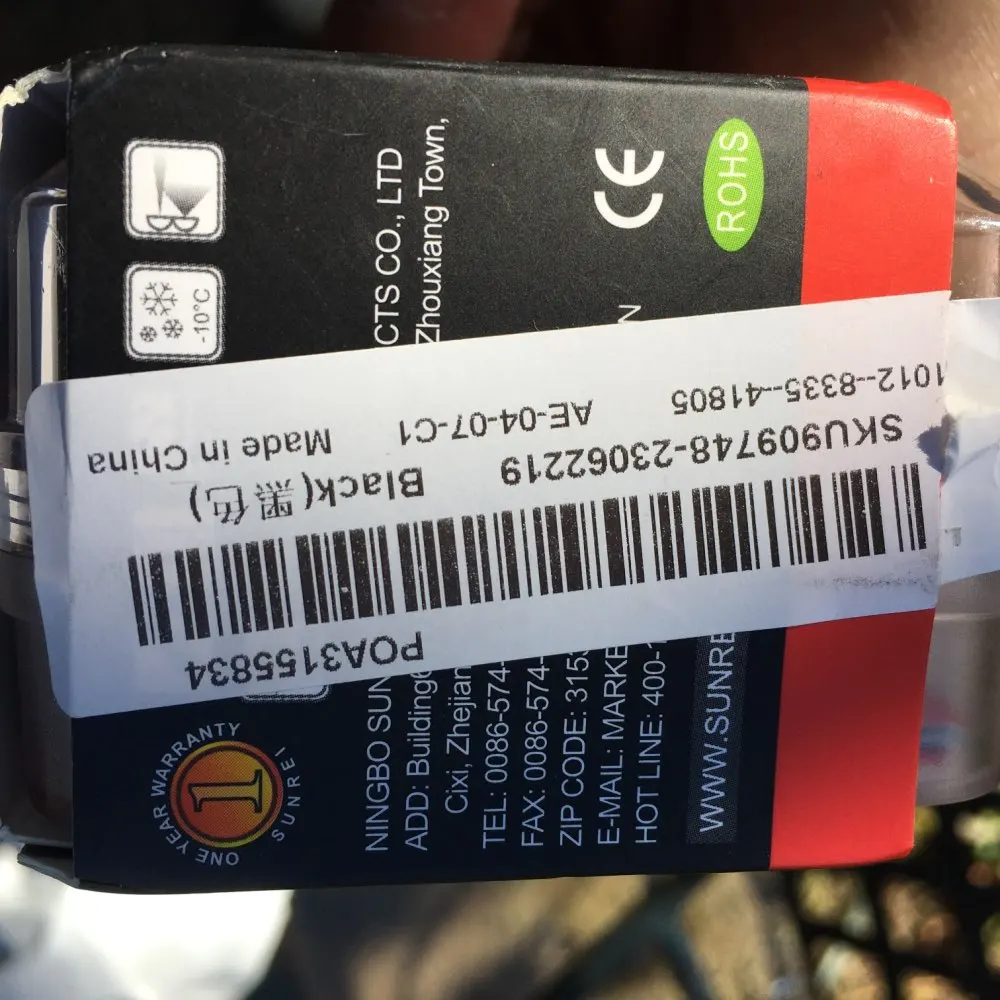 -10°C
CE
ROHS
ONE YEAR WARRANTY
1
SUNREI
NINGBO SUN CTS CO., LTD
ADD: Building Zhouxiang Town,
Cixi, Zhejian
TEL: 0086-574-
FAX: 0086-574-
ZIP CODE: 3153
E-MAIL: MARKE N
HOT LINE: 400-1
WWW.SUNRE
POA3155834
SKU909748-23062219 Black(黑色)
1012--8335--41805 AE-04-07-C1 Made in China